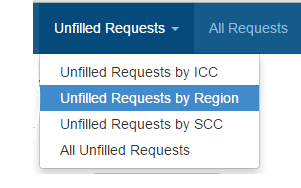 Unfilled Requests All Requests
Unfilled Requests by ICC
Unfilled Requests by Region
Unfilled Requests by SCC
All Unfilled Requests